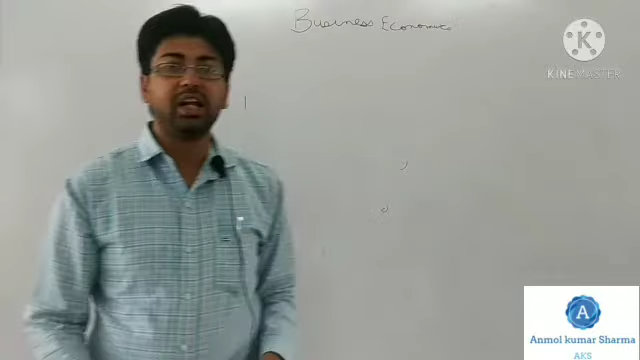 Business Economics
K
KINEMASTER
A
Anmol kumar Sharma
AKS